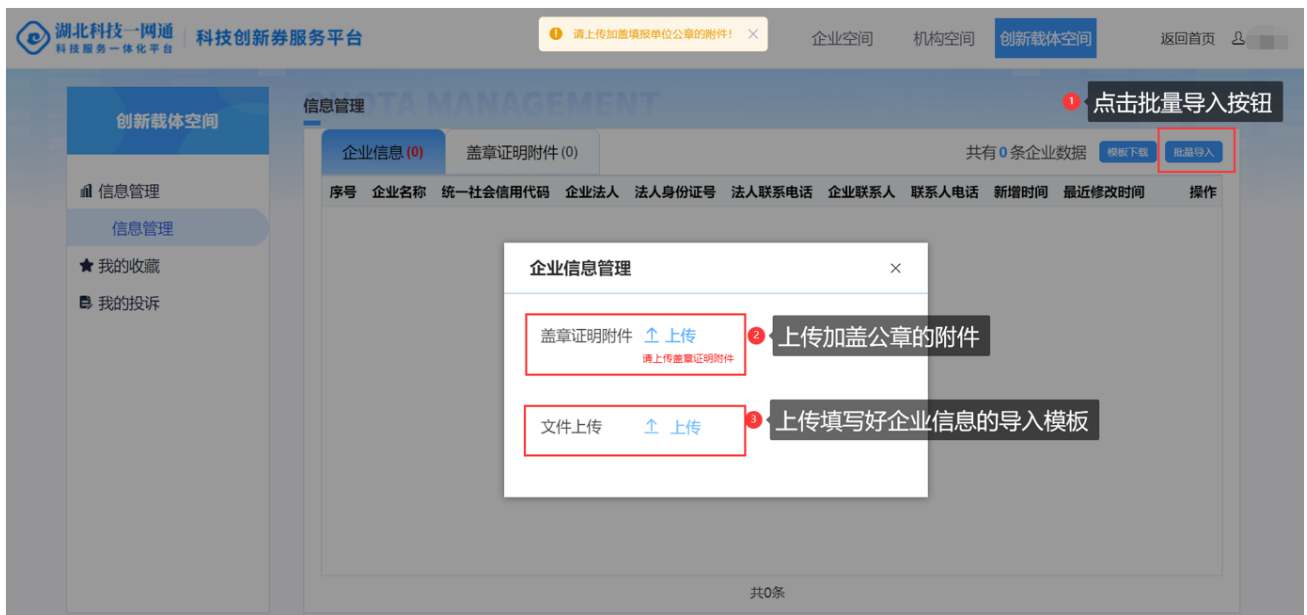 湖北科技一网通
科技服务一体化平台
科技创新券服务平台
请上传加盖填报单位公章的附件!
企业空间
机构空间
创新载体空间
返回首页
创新载体空间
信息管理
信息管理
我的收藏
我的投诉
QUOTA MANAGEMENT
信息管理
1 点击批量导入按钮
企业信息(0) 盖章证明附件(0) 共有0条企业数据 模板下载 批量导入
序号 企业名称 统一社会信用代码 企业法人 法人身份证号 法人联系电话 企业联系人 联系人电话 新增时间 最近修改时间 操作
企业信息管理
盖章证明附件 上传
请上传盖章证明附件
2 上传加盖公章的附件
文件上传 上传
3 上传填写好企业信息的导入模板
共0条